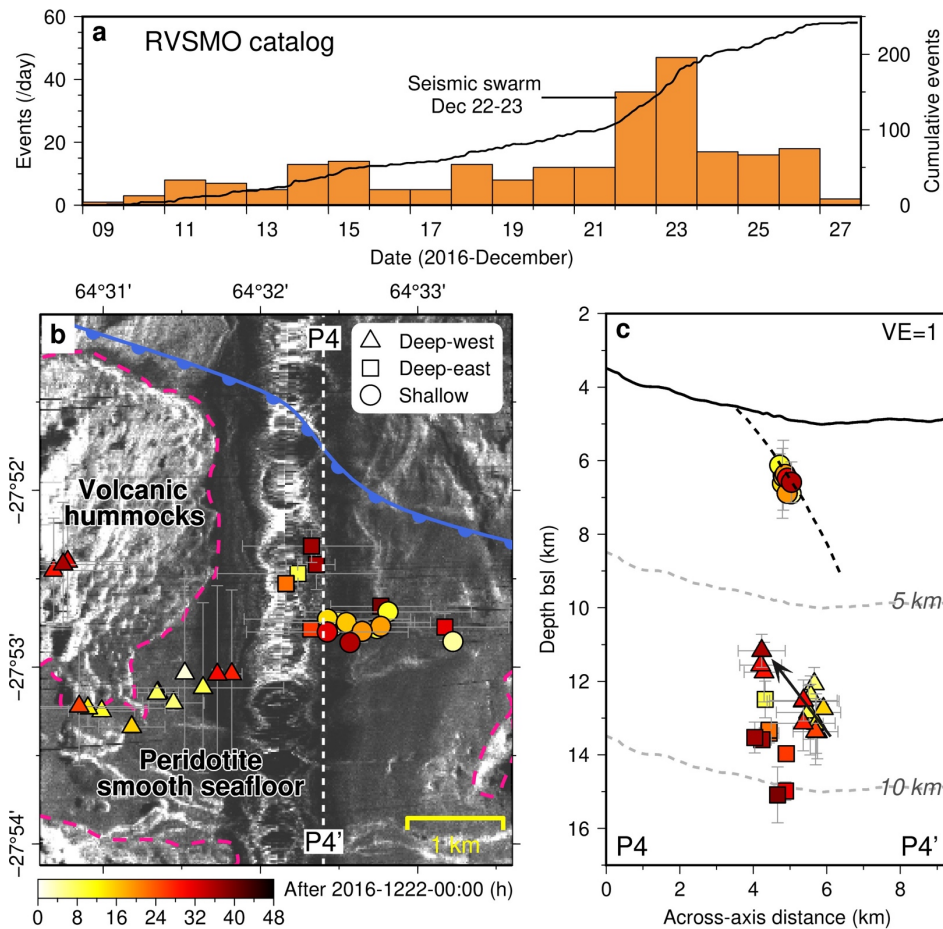 a RVSMO catalog
Seismic swarm
Dec 22-23
Events (/day)
Cumulative events
60
40
20
0
200
100
0
09 11 13 15 17 19 21 23 25 27
Date (2016-December)
64°31' 64°32' 64°33'
b
P4
Deep-west
Deep-east
Shallow
-27°52'
-27°53'
-27°54'
Volcanic
hummocks
Peridotite
smooth seafloor
P4'
1 km
0 8 16 24 32 40 48
After 2016-1222-00:00 (h)
c
VE=1
Depth bsl (km)
2
4
6
8
10
12
14
16
5 km
10 km
P4 P4'
0 2 4 6 8
Across-axis distance (km)